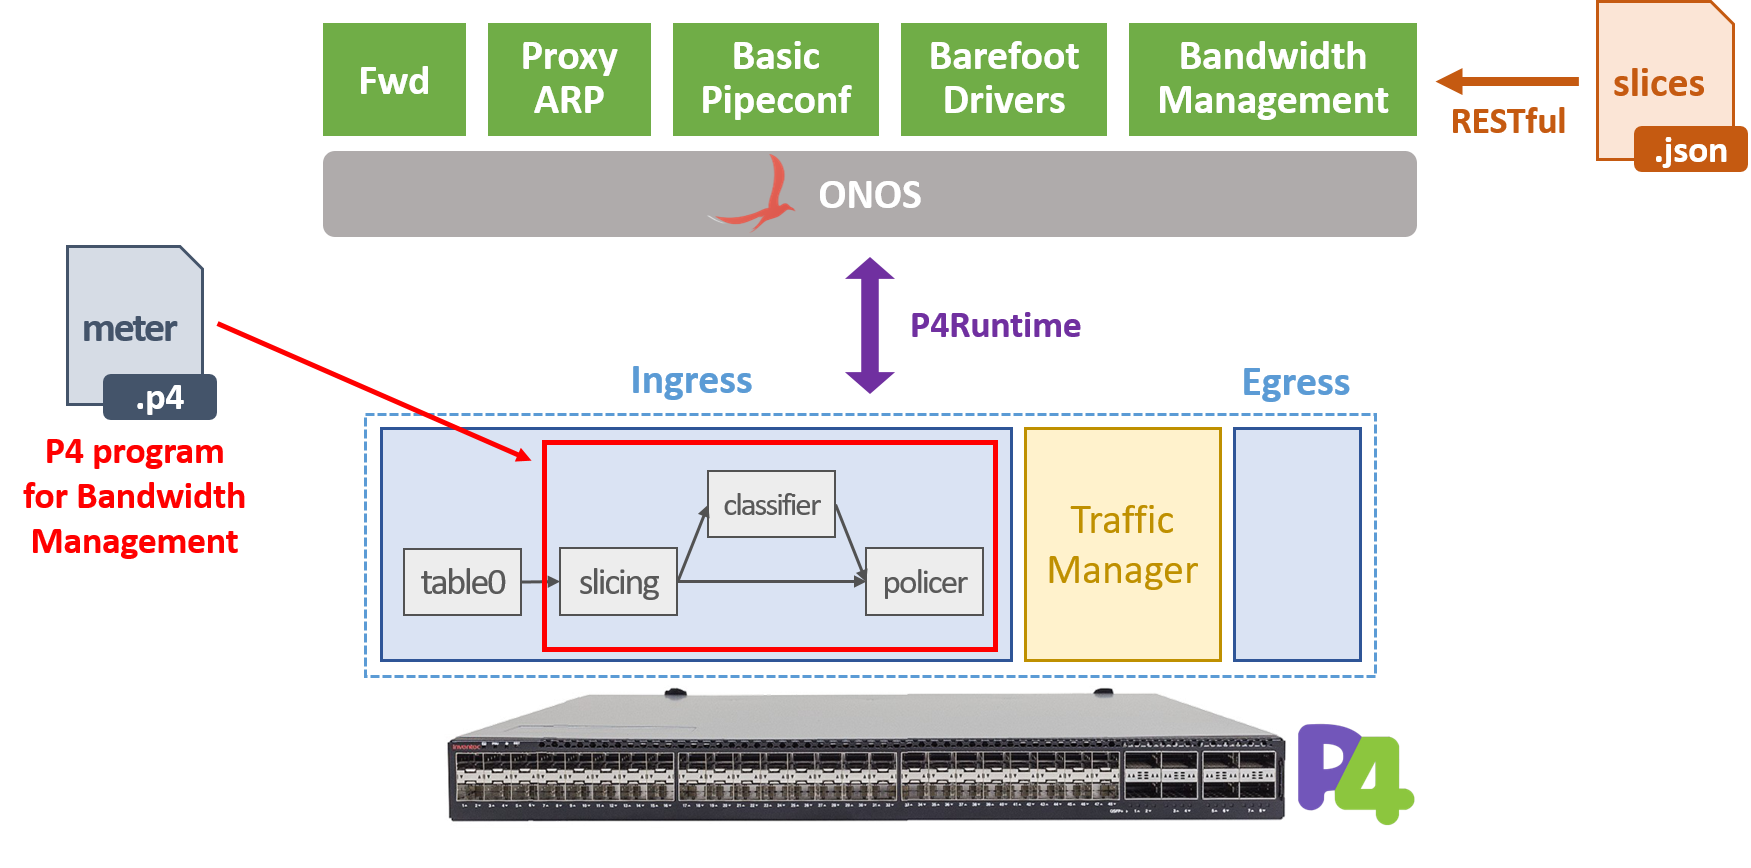 Fwd
Proxy
ARP
Basic
Pipeconf
Barefoot
Drivers
Bandwidth
Management
slices
.json
RESTful
ONOS
meter
.p4
P4 program
for Bandwidth
Management
P4Runtime
Ingress
Egress
table0
slicing
classifier
policer
Traffic
Manager
inventec
P4